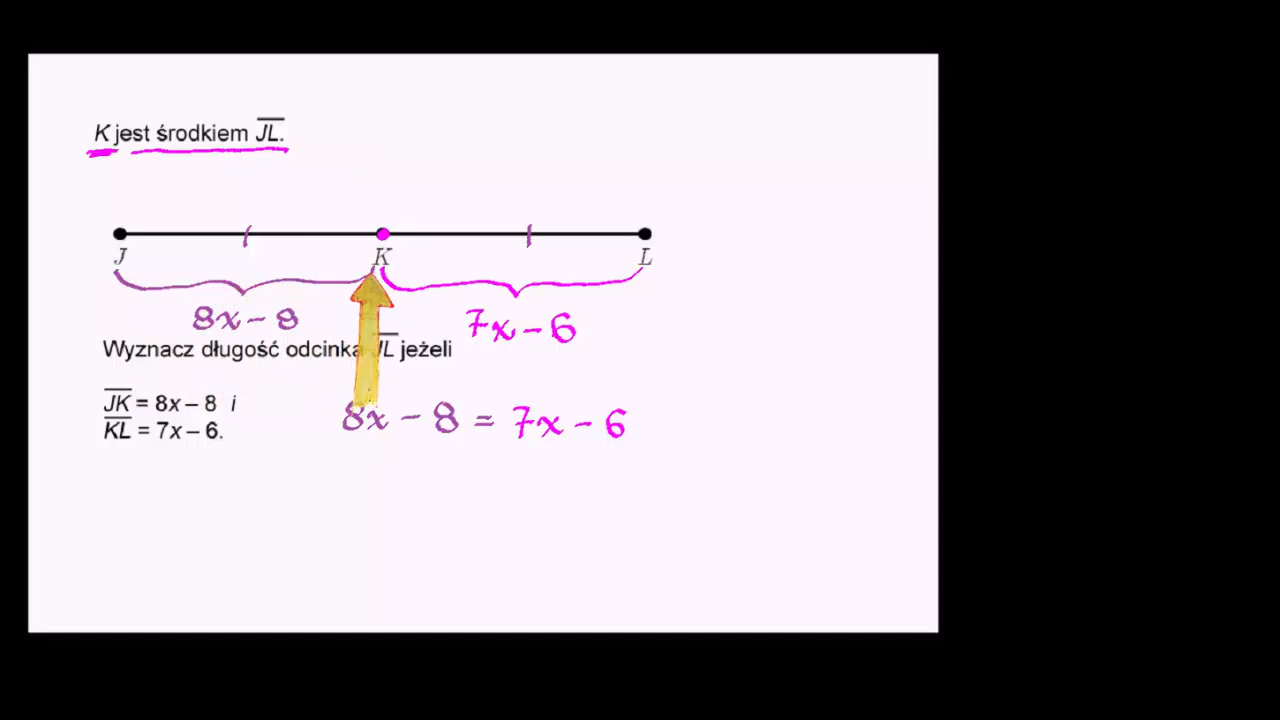 K jest środkiem JL.
J K L
8x - 8 7x - 6
Wyznacz długość odcinka JL jeżeli
JK = 8x – 8 i
8x - 8 = 7x - 6
KL = 7x – 6.